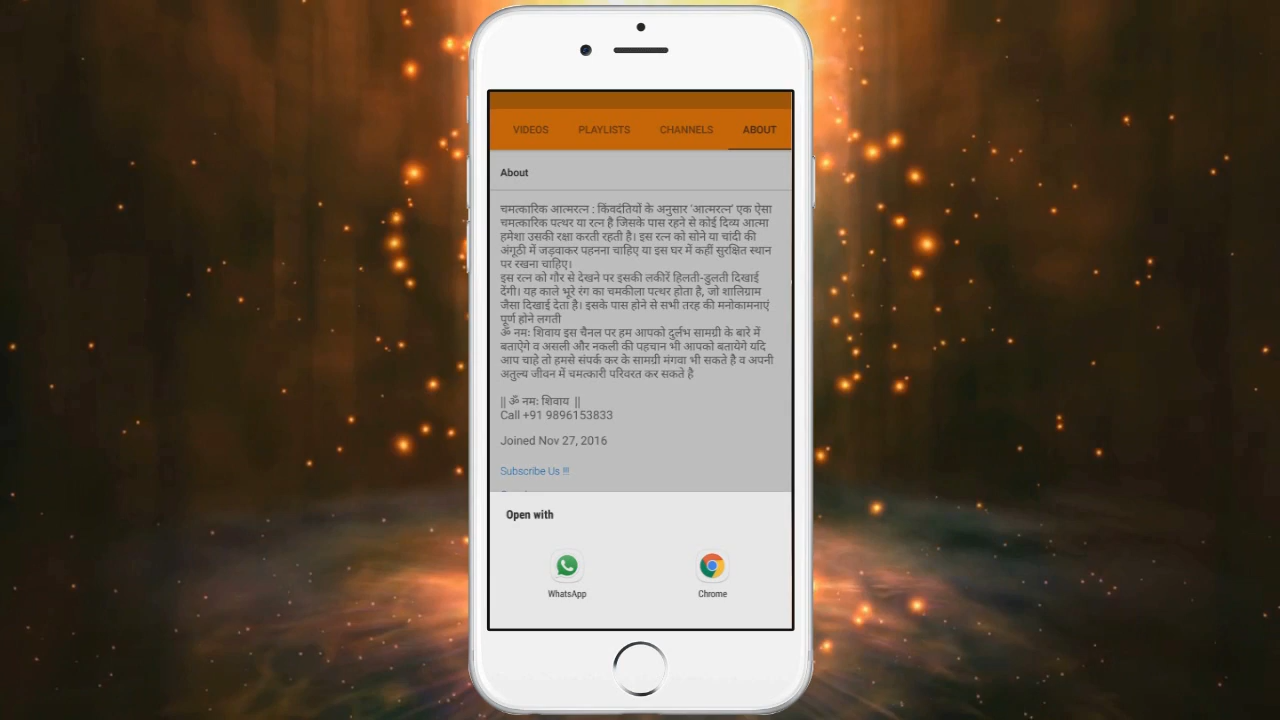 VIDEOS PLAYLISTS CHANNELS ABOUT
About
चमत्कारिक आत्मरत्न : किंवदंतियों के अनुसार 'आत्मरत्न' एक ऐसा
चमत्कारिक पत्थर या रत्न है जिसके पास रहने से कोई दिव्य आत्मा
हमेशा उसकी रक्षा करती रहती है। इस रत्न को सोने या चांदी की
अंगूठी में जड़वाकर पहनना चाहिए या इस घर में कहीं सुरक्षित स्थान
पर रखना चाहिए।
इस रत्न को गौर से देखने पर इसकी लकीरें हिलती-डुलती दिखाई
देंगी। यह काले भूरे रंग का चमकीला पत्थर होता है, जो शालिग्राम
जैसा दिखाई देता है। इसके पास होने से सभी तरह की मनोकामनाएं
पूर्ण होने लगती
ॐ नमः शिवाय इस चैनल पर हम आपको दुर्लभ सामग्री के बारे में
बताऐगे व असली और नकली की पहचान भी आपको बतायेगे यदि
आप चाहे तो हमसे संपर्क कर के सामग्री मंगवा भी सकते है व अपनी
अतुल्य जीवन में चमत्कारी परिवरत कर सकते है
|| ॐ नमः शिवाय ||
Call +91 9896153833
Joined Nov 27, 2016
Subscribe Us !!!
Open with
WhatsApp Chrome